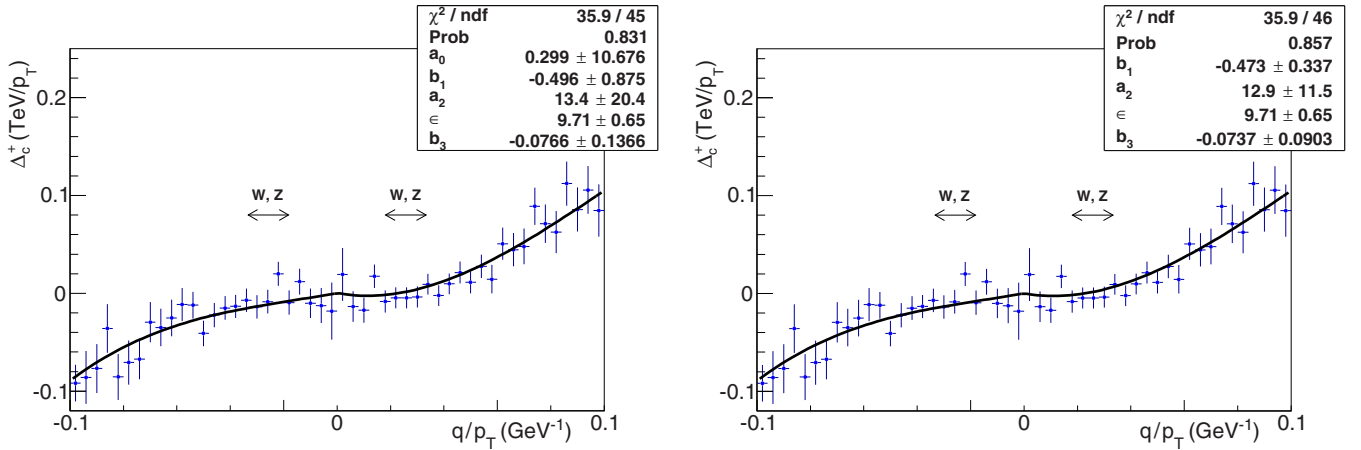 χ² / ndf 35.9 / 45
Prob 0.831
a₀ 0.299 ± 10.676
b₁ -0.496 ± 0.875
a₂ 13.4 ± 20.4
∈ 9.71 ± 0.65
b₃ -0.0766 ± 0.1366
Δc⁺ (TeV/pT)
0.2
0.1
0
-0.1
w, z
w, z
-0.1 0 0.1
q/pT (GeV⁻¹)
χ² / ndf 35.9 / 46
Prob 0.857
b₁ -0.473 ± 0.337
a₂ 12.9 ± 11.5
∈ 9.71 ± 0.65
b₃ -0.0737 ± 0.0903
Δc⁺ (TeV/pT)
0.2
0.1
0
-0.1
w, z
w, z
-0.1 0 0.1
q/pT (GeV⁻¹)